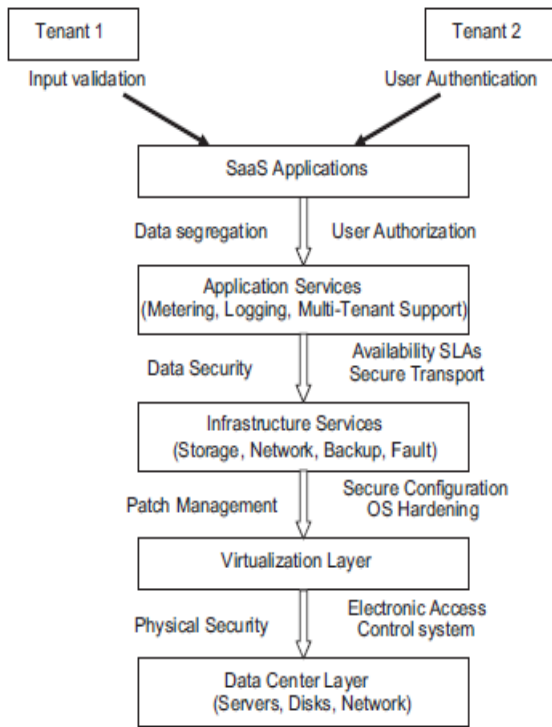 Tenant 1
Tenant 2
Input validation
User Authentication
SaaS Applications
Data segregation
User Authorization
Application Services
(Metering, Logging, Multi-Tenant Support)
Data Security
Availability SLAs
Secure Transport
Infrastructure Services
(Storage, Network, Backup, Fault)
Patch Management
Secure Configuration
OS Hardening
Virtualization Layer
Physical Security
Electronic Access
Control system
Data Center Layer
(Servers, Disks, Network)